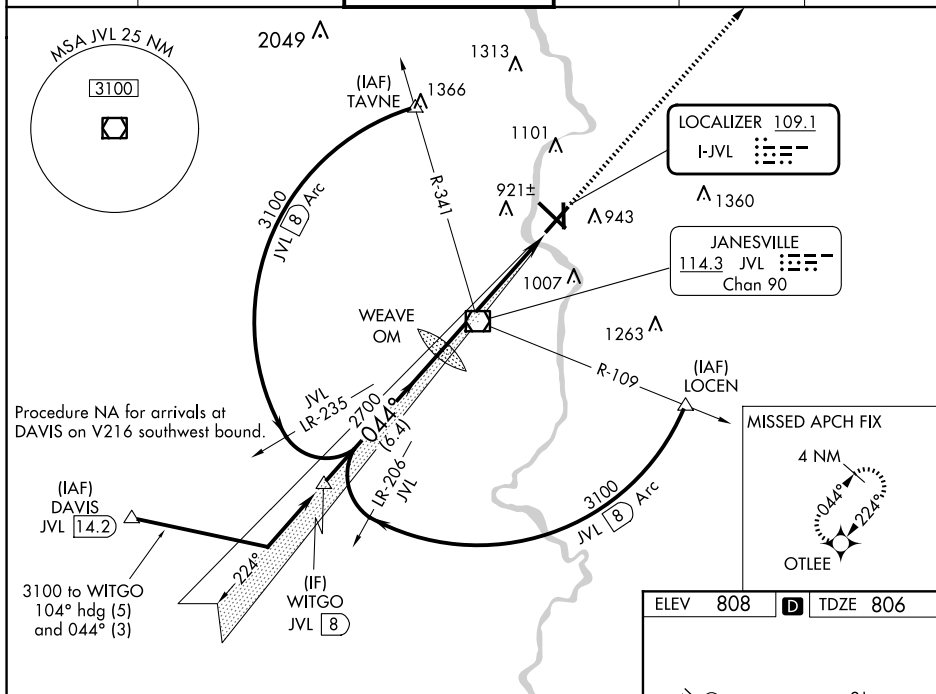 MSA JVL 25 NM
3100
2049
1313
(IAF)
TAVNE
1366
1101
LOCALIZER 109.1
I-JVL
921±
943
1360
R-341
3100
JVL 8 Arc
JANESVILLE
114.3 JVL
Chan 90
1007
WEAVE
OM
1263
R-109
(IAF)
LOCEN
JVL
LR-235
2700
044°
(6.4)
LR-206
JVL
Procedure NA for arrivals at
DAVIS on V216 southwest bound.
(IAF)
DAVIS
JVL 14.2
3100
JVL 8 Arc
MISSED APCH FIX
4 NM
044°
224°
OTLEE
224°
3100 to WITGO
104° hdg (5)
and 044° (3)
(IF)
WITGO
JVL 8
ELEV 808 D TDZE 806